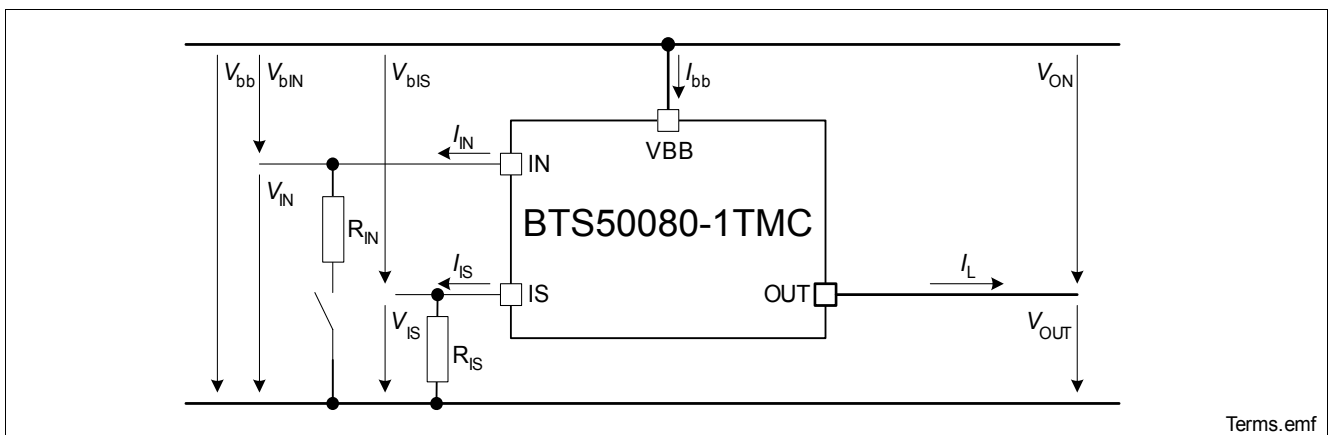 Vbb VbIN VbIS Ibb VON
VBB
IIN
IN
VIN
RIN
BTS50080-1TMC
IIS
IS
OUT
IL
VIS
RIS
VOUT
Terms.emf